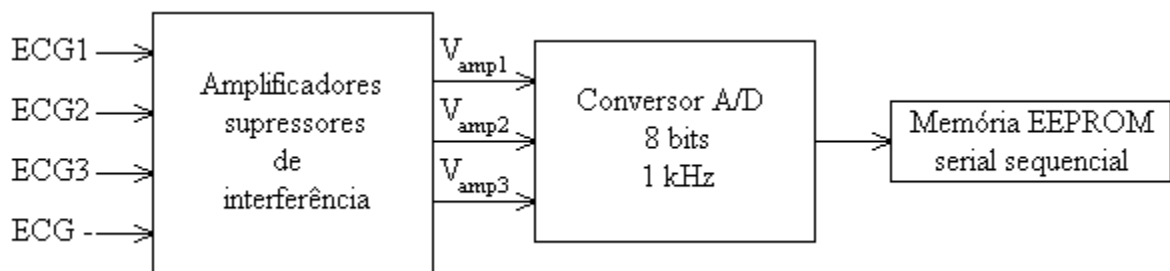 ECG1
ECG2
ECG3
ECG -
Amplificadores
supressores
de
interferência
Vamp1
Vamp2
Vamp3
Conversor A/D
8 bits
1 kHz
Memória EEPROM
serial sequencial